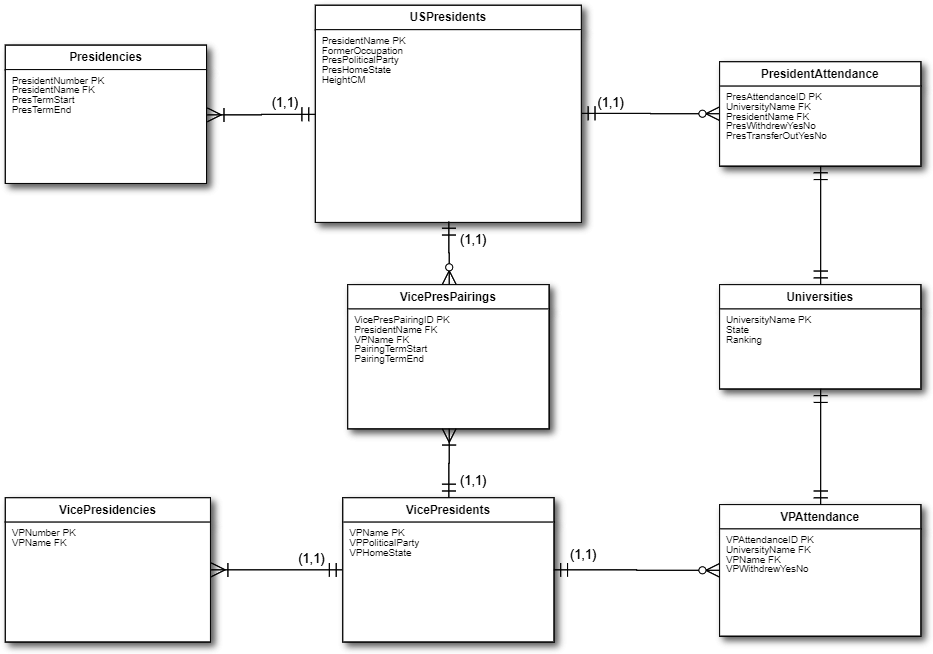 USPresidents
PresidentName PK
FormerOccupation
PresPoliticalParty
PresHomeState
HeightCM
Presidencies
PresidentNumber PK
PresidentName FK
PresTermStart
PresTermEnd
(1,1)
(1,1)
PresidentAttendance
PresAttendanceID PK
UniversityName FK
PresidentName FK
PresWithdrewYesNo
PresTransferOutYesNo
(1,1)
VicePresPairings
VicePresPairingID PK
PresidentName FK
VPName FK
PairingTermStart
PairingTermEnd
Universities
UniversityName PK
State
Ranking
(1,1)
VicePresidencies
VPNumber PK
VPName FK
(1,1)
VicePresidents
VPName PK
VPPoliticalParty
VPHomeState
(1,1)
VPAttendance
VPAttendanceID PK
UniversityName FK
VPName FK
VPWithdrewYesNo